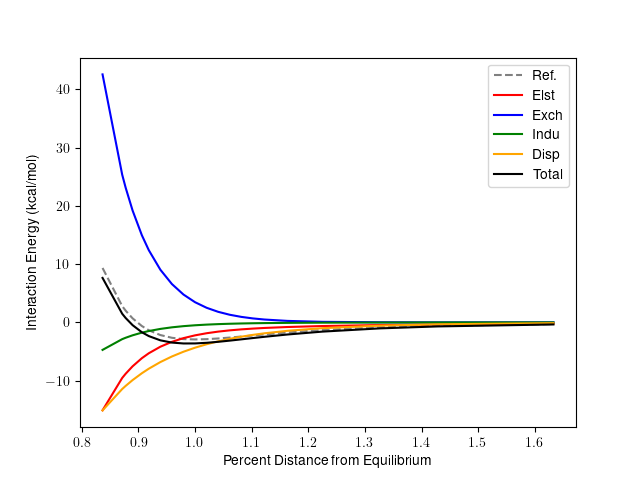 Interaction Energy (kcal/mol)
40
30
20
10
0
−10
0.8 0.9 1.0 1.1 1.2 1.3 1.4 1.5 1.6
Percent Distance from Equilibrium
Ref.
Elst
Exch
Indu
Disp
Total